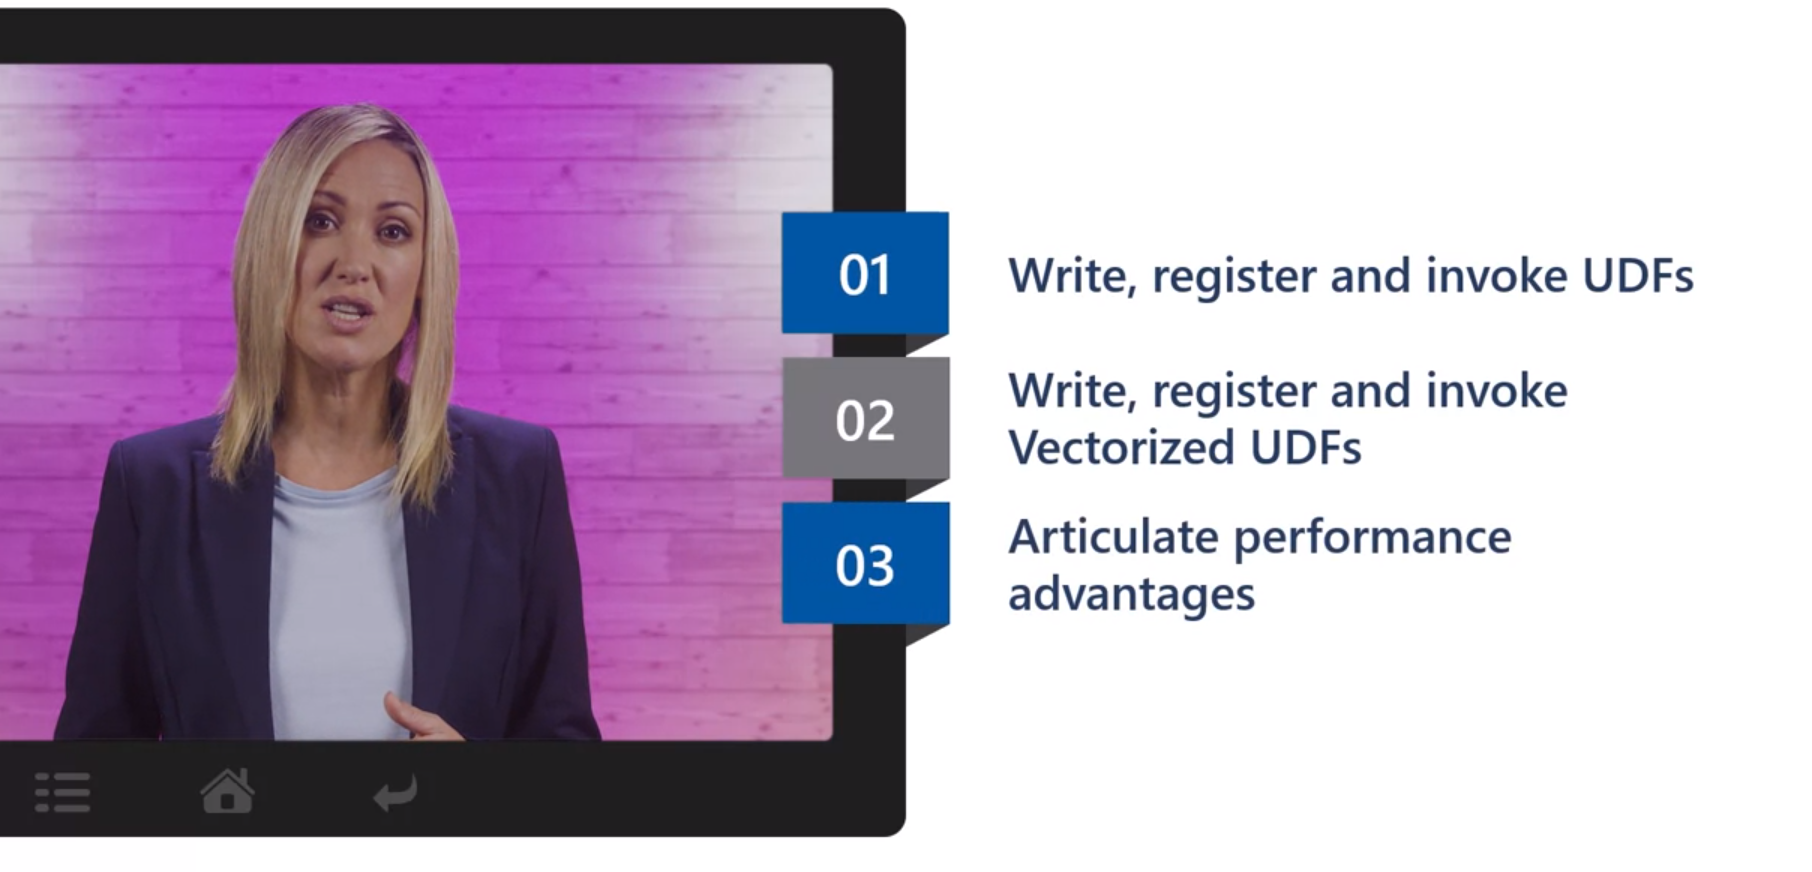 01
Write, register and invoke UDFs
02
Write, register and invoke
Vectorized UDFs
03
Articulate performance
advantages